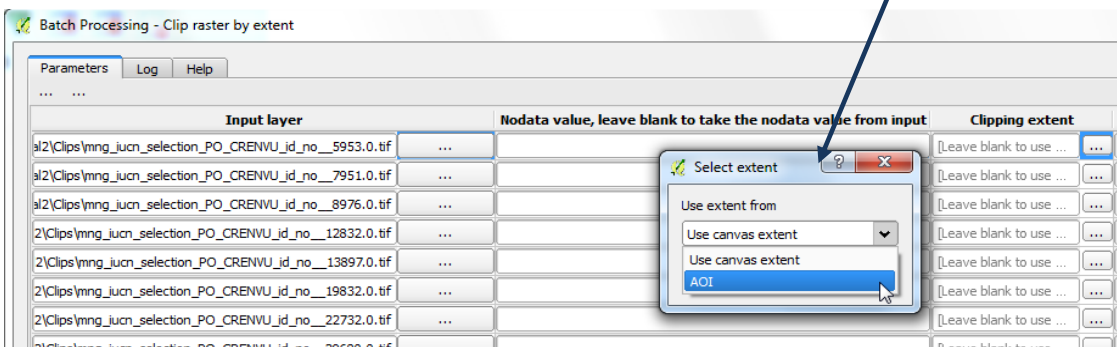 Batch Processing - Clip raster by extent
Parameters Log Help
... ...
Input layer Nodata value, leave blank to take the nodata value from input Clipping extent
al2\Clips\mng_iucn_selection_PO_CRENVU_id_no__5953.0.tif ... [Leave blank to use ... ...
al2\Clips\mng_iucn_selection_PO_CRENVU_id_no__7951.0.tif ... [Leave blank to use ... ...
al2\Clips\mng_iucn_selection_PO_CRENVU_id_no__8976.0.tif ... [Leave blank to use ... ...
2\Clips\mng_iucn_selection_PO_CRENVU_id_no__12832.0.tif ... [Leave blank to use ... ...
2\Clips\mng_iucn_selection_PO_CRENVU_id_no__13897.0.tif ... [Leave blank to use ... ...
2\Clips\mng_iucn_selection_PO_CRENVU_id_no__19832.0.tif ... [Leave blank to use ... ...
2\Clips\mng_iucn_selection_PO_CRENVU_id_no__22732.0.tif ... [Leave blank to use ... ...
Select extent ? X
Use extent from
Use canvas extent
Use canvas extent
AOI